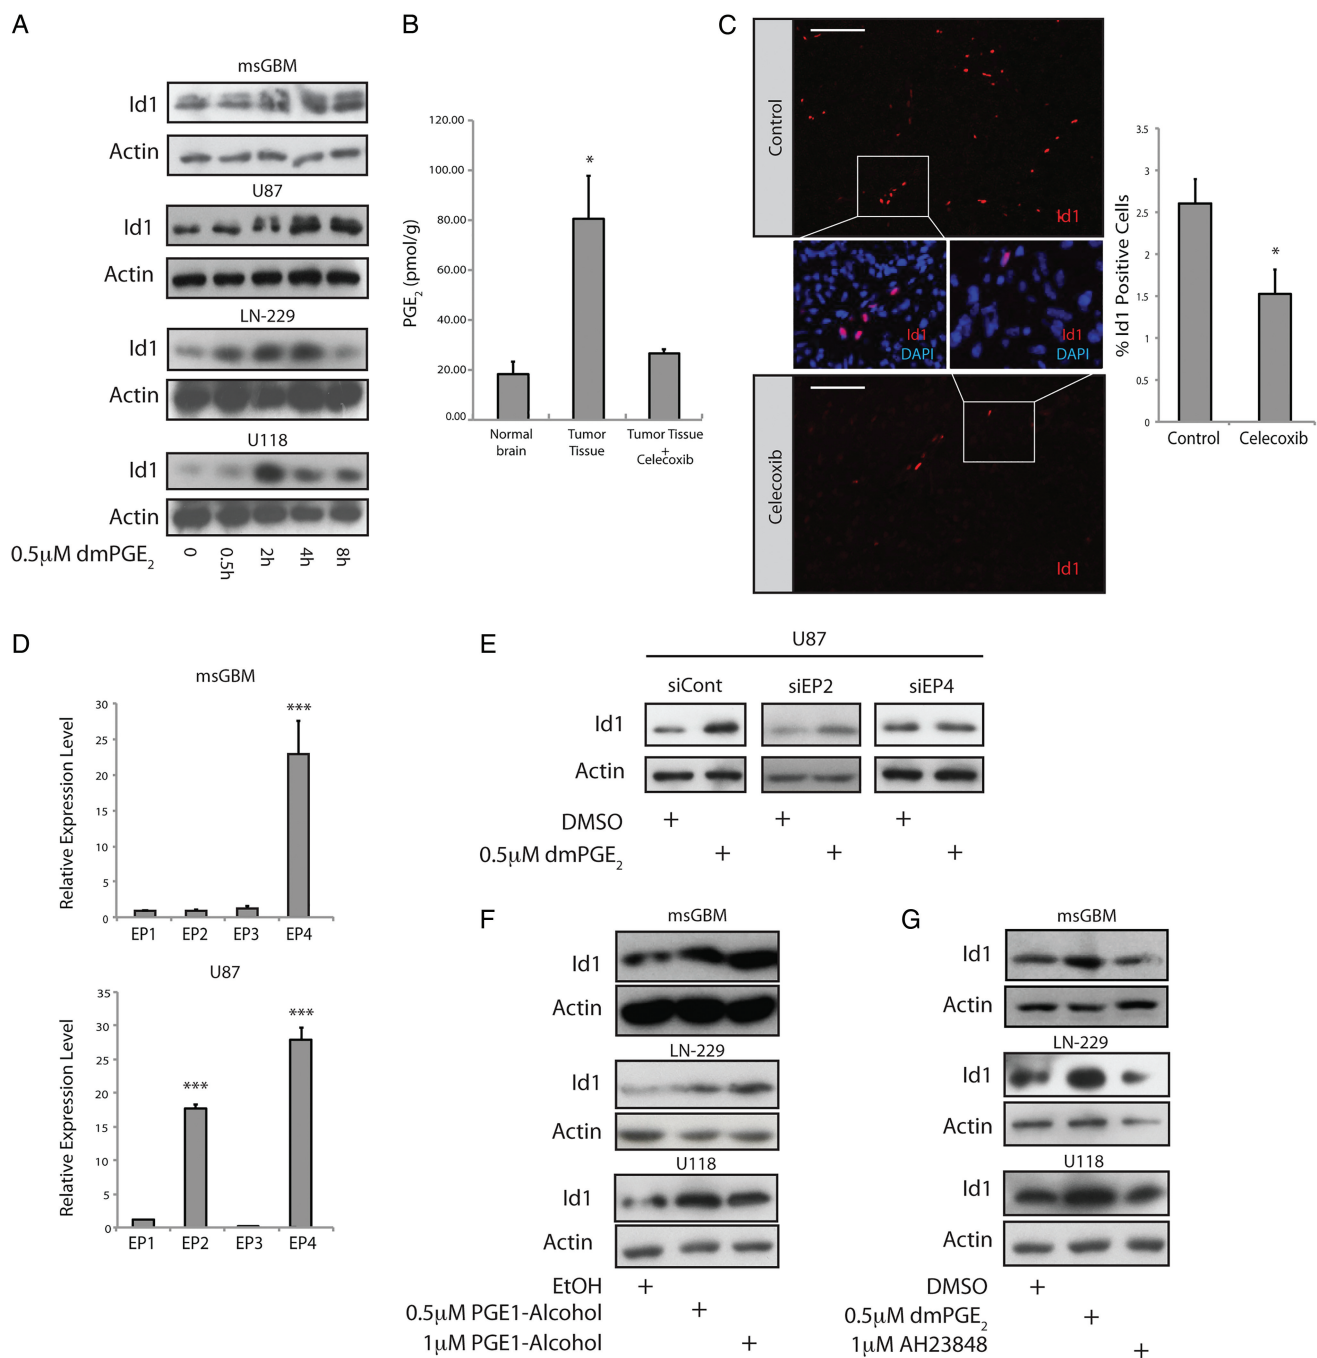 A
msGBM
Id1
Actin
U87
Id1
Actin
LN-229
Id1
Actin
U118
Id1
Actin
0.5μM dmPGE2
0 0.5h 2h 4h 8h
B
PGE2 (pmol/g)
120.00
100.00
80.00
60.00
40.00
20.00
0.00
*
Normal brain
Tumor Tissue
Tumor Tissue + Celecoxib
C
Control
Id1
Id1
DAPI
Id1
DAPI
Celecoxib
Id1
% Id1 Positive Cells
3.5
3
2.5
2
1.5
1
0.5
0
*
Control Celecoxib
D
msGBM
Relative Expression Level
30
25
20
15
10
5
0
***
EP1 EP2 EP3 EP4
U87
Relative Expression Level
35
30
25
20
15
10
5
0
***
***
EP1 EP2 EP3 EP4
E
U87
siCont siEP2 siEP4
Id1
Actin
DMSO + + +
0.5μM dmPGE2 + + +
F
msGBM
Id1
Actin
LN-229
Id1
Actin
U118
Id1
Actin
EtOH +
0.5μM PGE1-Alcohol +
1μM PGE1-Alcohol +
G
msGBM
Id1
Actin
LN-229
Id1
Actin
U118
Id1
Actin
DMSO +
0.5μM dmPGE2 +
1μM AH23848 +